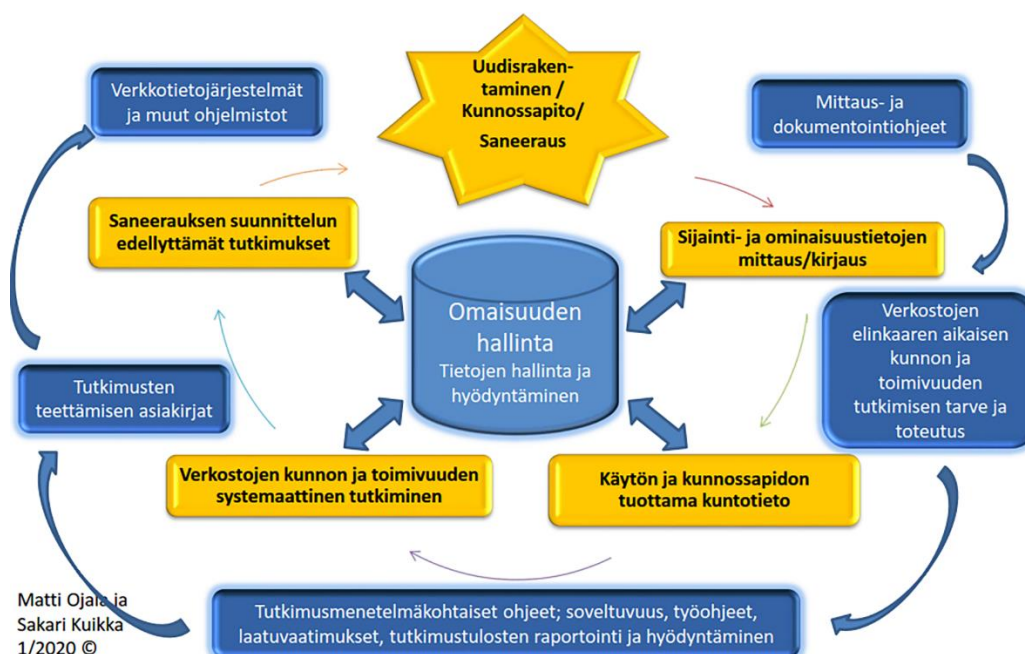 Uudisraken-
taminen /
Kunnossapito/
Saneeraus
Verkkotietojärjestelmät
ja muut ohjelmistot
Mittaus- ja
dokumentointiohjeet
Saneerauksen suunnittelun
edellyttämät tutkimukset
Sijainti- ja ominaisuustietojen
mittaus/kirjaus
Omaisuuden
hallinta
Tietojen hallinta ja
hyödyntäminen
Verkostojen
elinkaaren aikaisen
kunnon ja
toimivuuden
tutkimisen tarve ja
toteutus
Tutkimusten
teettämisen asiakirjat
Verkostojen kunnon ja toimivuuden
systemaattinen tutkiminen
Käytön ja kunnossapidon
tuottama kuntotieto
Tutkimusmenetelmäkohtaiset ohjeet; soveltuvuus, työohjeet,
laatuvaatimukset, tutkimustulosten raportointi ja hyödyntäminen
Matti Ojala ja
Sakari Kuikka
1/2020 ©